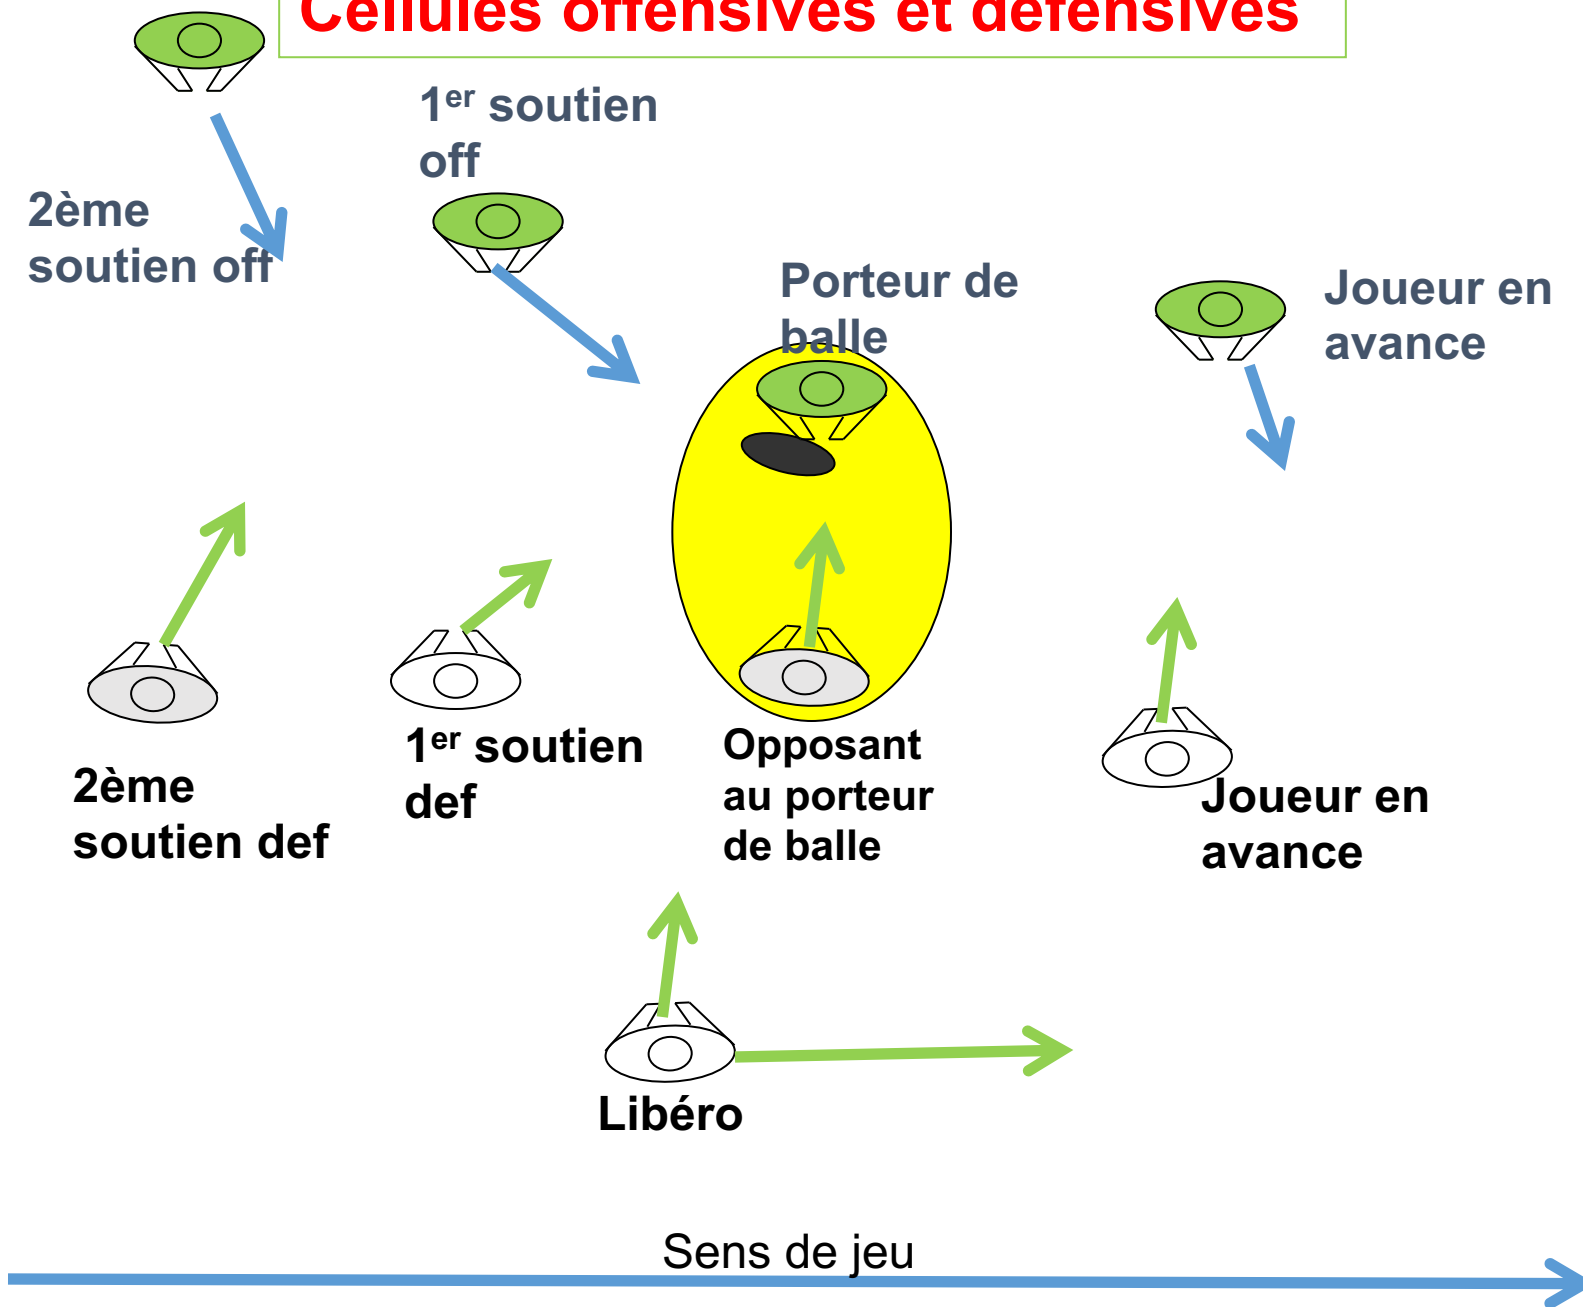 Cellules offensives et défensives
1er soutien
off
2ème
soutien off
Porteur de
balle
Joueur en
avance
2ème
soutien def
1er soutien
def
Opposant
au porteur
de balle
Joueur en
avance
Libéro
Sens de jeu